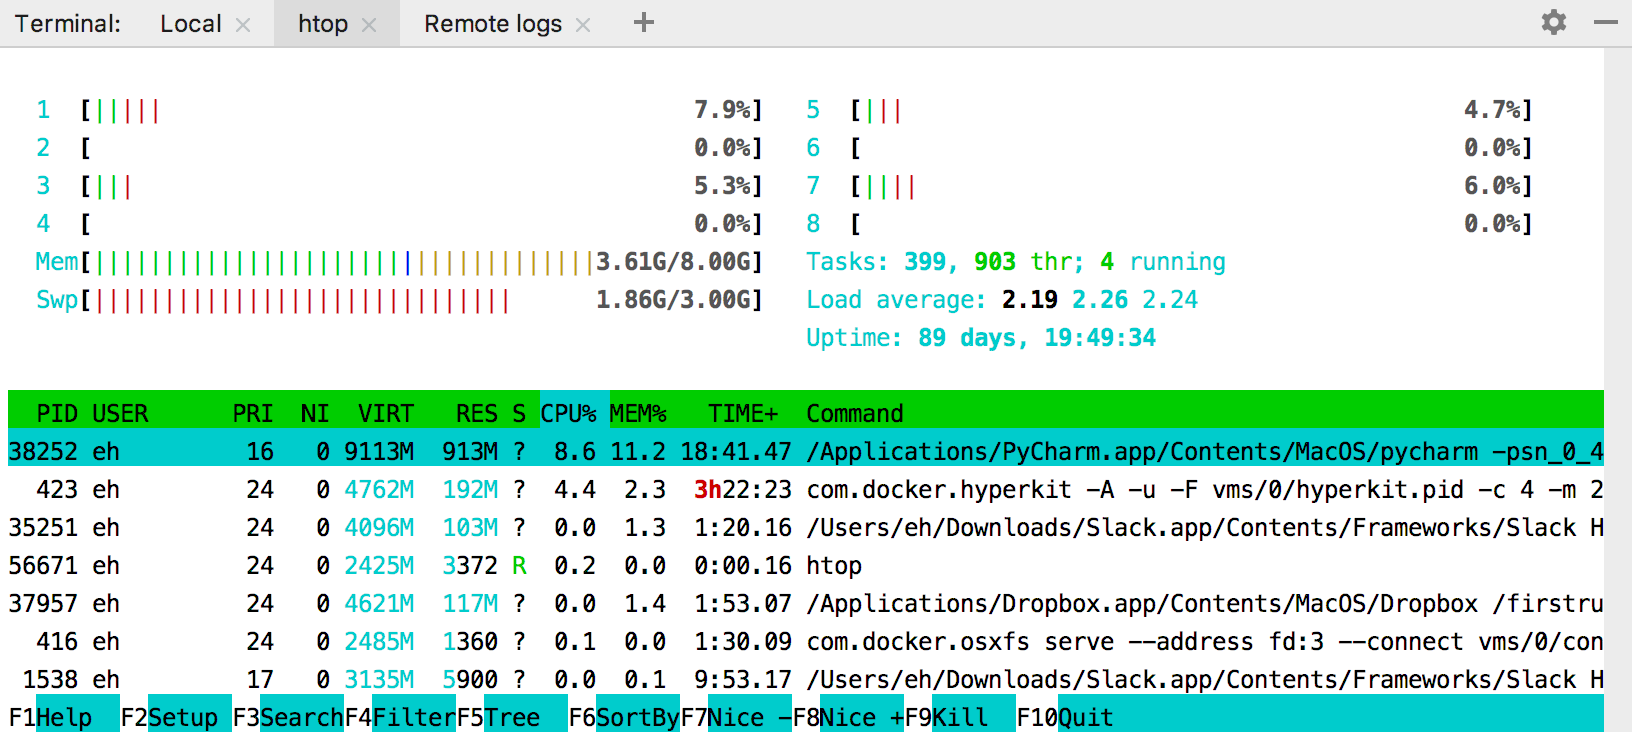 Terminal: Local × htop × Remote logs × +
1 [||||| 7.9%] 5 [||| 4.7%]
2 [ 0.0%] 6 [ 0.0%]
3 [||| 5.3%] 7 [|||| 6.0%]
4 [ 0.0%] 8 [ 0.0%]
Mem[||||||||||||||||||||||||||||||||||||3.61G/8.00G] Tasks: 399, 903 thr; 4 running
Swp[|||||||||||||||||||||||||||||| 1.86G/3.00G] Load average: 2.19 2.26 2.24
Uptime: 89 days, 19:49:34
PID USER PRI NI VIRT RES S CPU% MEM% TIME+ Command
38252 eh 16 0 9113M 913M ? 8.6 11.2 18:41.47 /Applications/PyCharm.app/Contents/MacOS/pycharm -psn_0_4
423 eh 24 0 4762M 192M ? 4.4 2.3 3h22:23 com.docker.hyperkit -A -u -F vms/0/hyperkit.pid -c 4 -m 2
35251 eh 24 0 4096M 103M ? 0.0 1.3 1:20.16 /Users/eh/Downloads/Slack.app/Contents/Frameworks/Slack H
56671 eh 24 0 2425M 3372 R 0.2 0.0 0:00.16 htop
37957 eh 24 0 4621M 117M ? 0.0 1.4 1:53.07 /Applications/Dropbox.app/Contents/MacOS/Dropbox /firstru
416 eh 24 0 2485M 1360 ? 0.1 0.0 1:30.09 com.docker.osxfs serve --address fd:3 --connect vms/0/con
1538 eh 17 0 3135M 5900 ? 0.0 0.1 9:53.17 /Users/eh/Downloads/Slack.app/Contents/Frameworks/Slack H
F1Help F2Setup F3SearchF4FilterF5Tree F6SortByF7Nice -F8Nice +F9Kill F10Quit